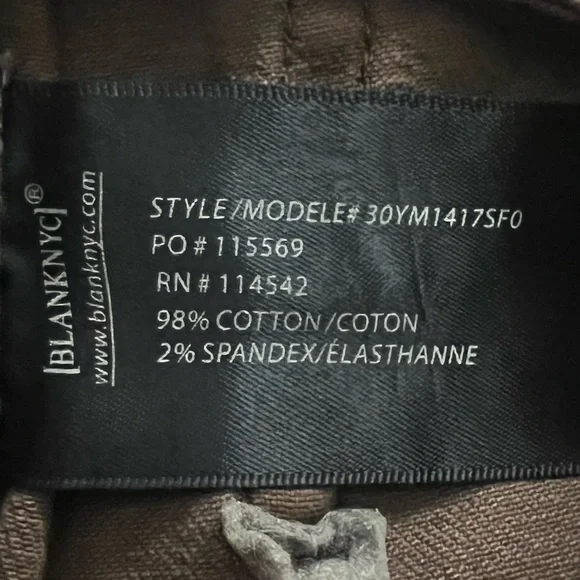 [BLANKNYC]®
www.blanknyc.com
STYLE/MODELE# 30YM1417SF0
PO # 115569
RN # 114542
98% COTTON/COTON
2% SPANDEX/ÉLASTHANNE